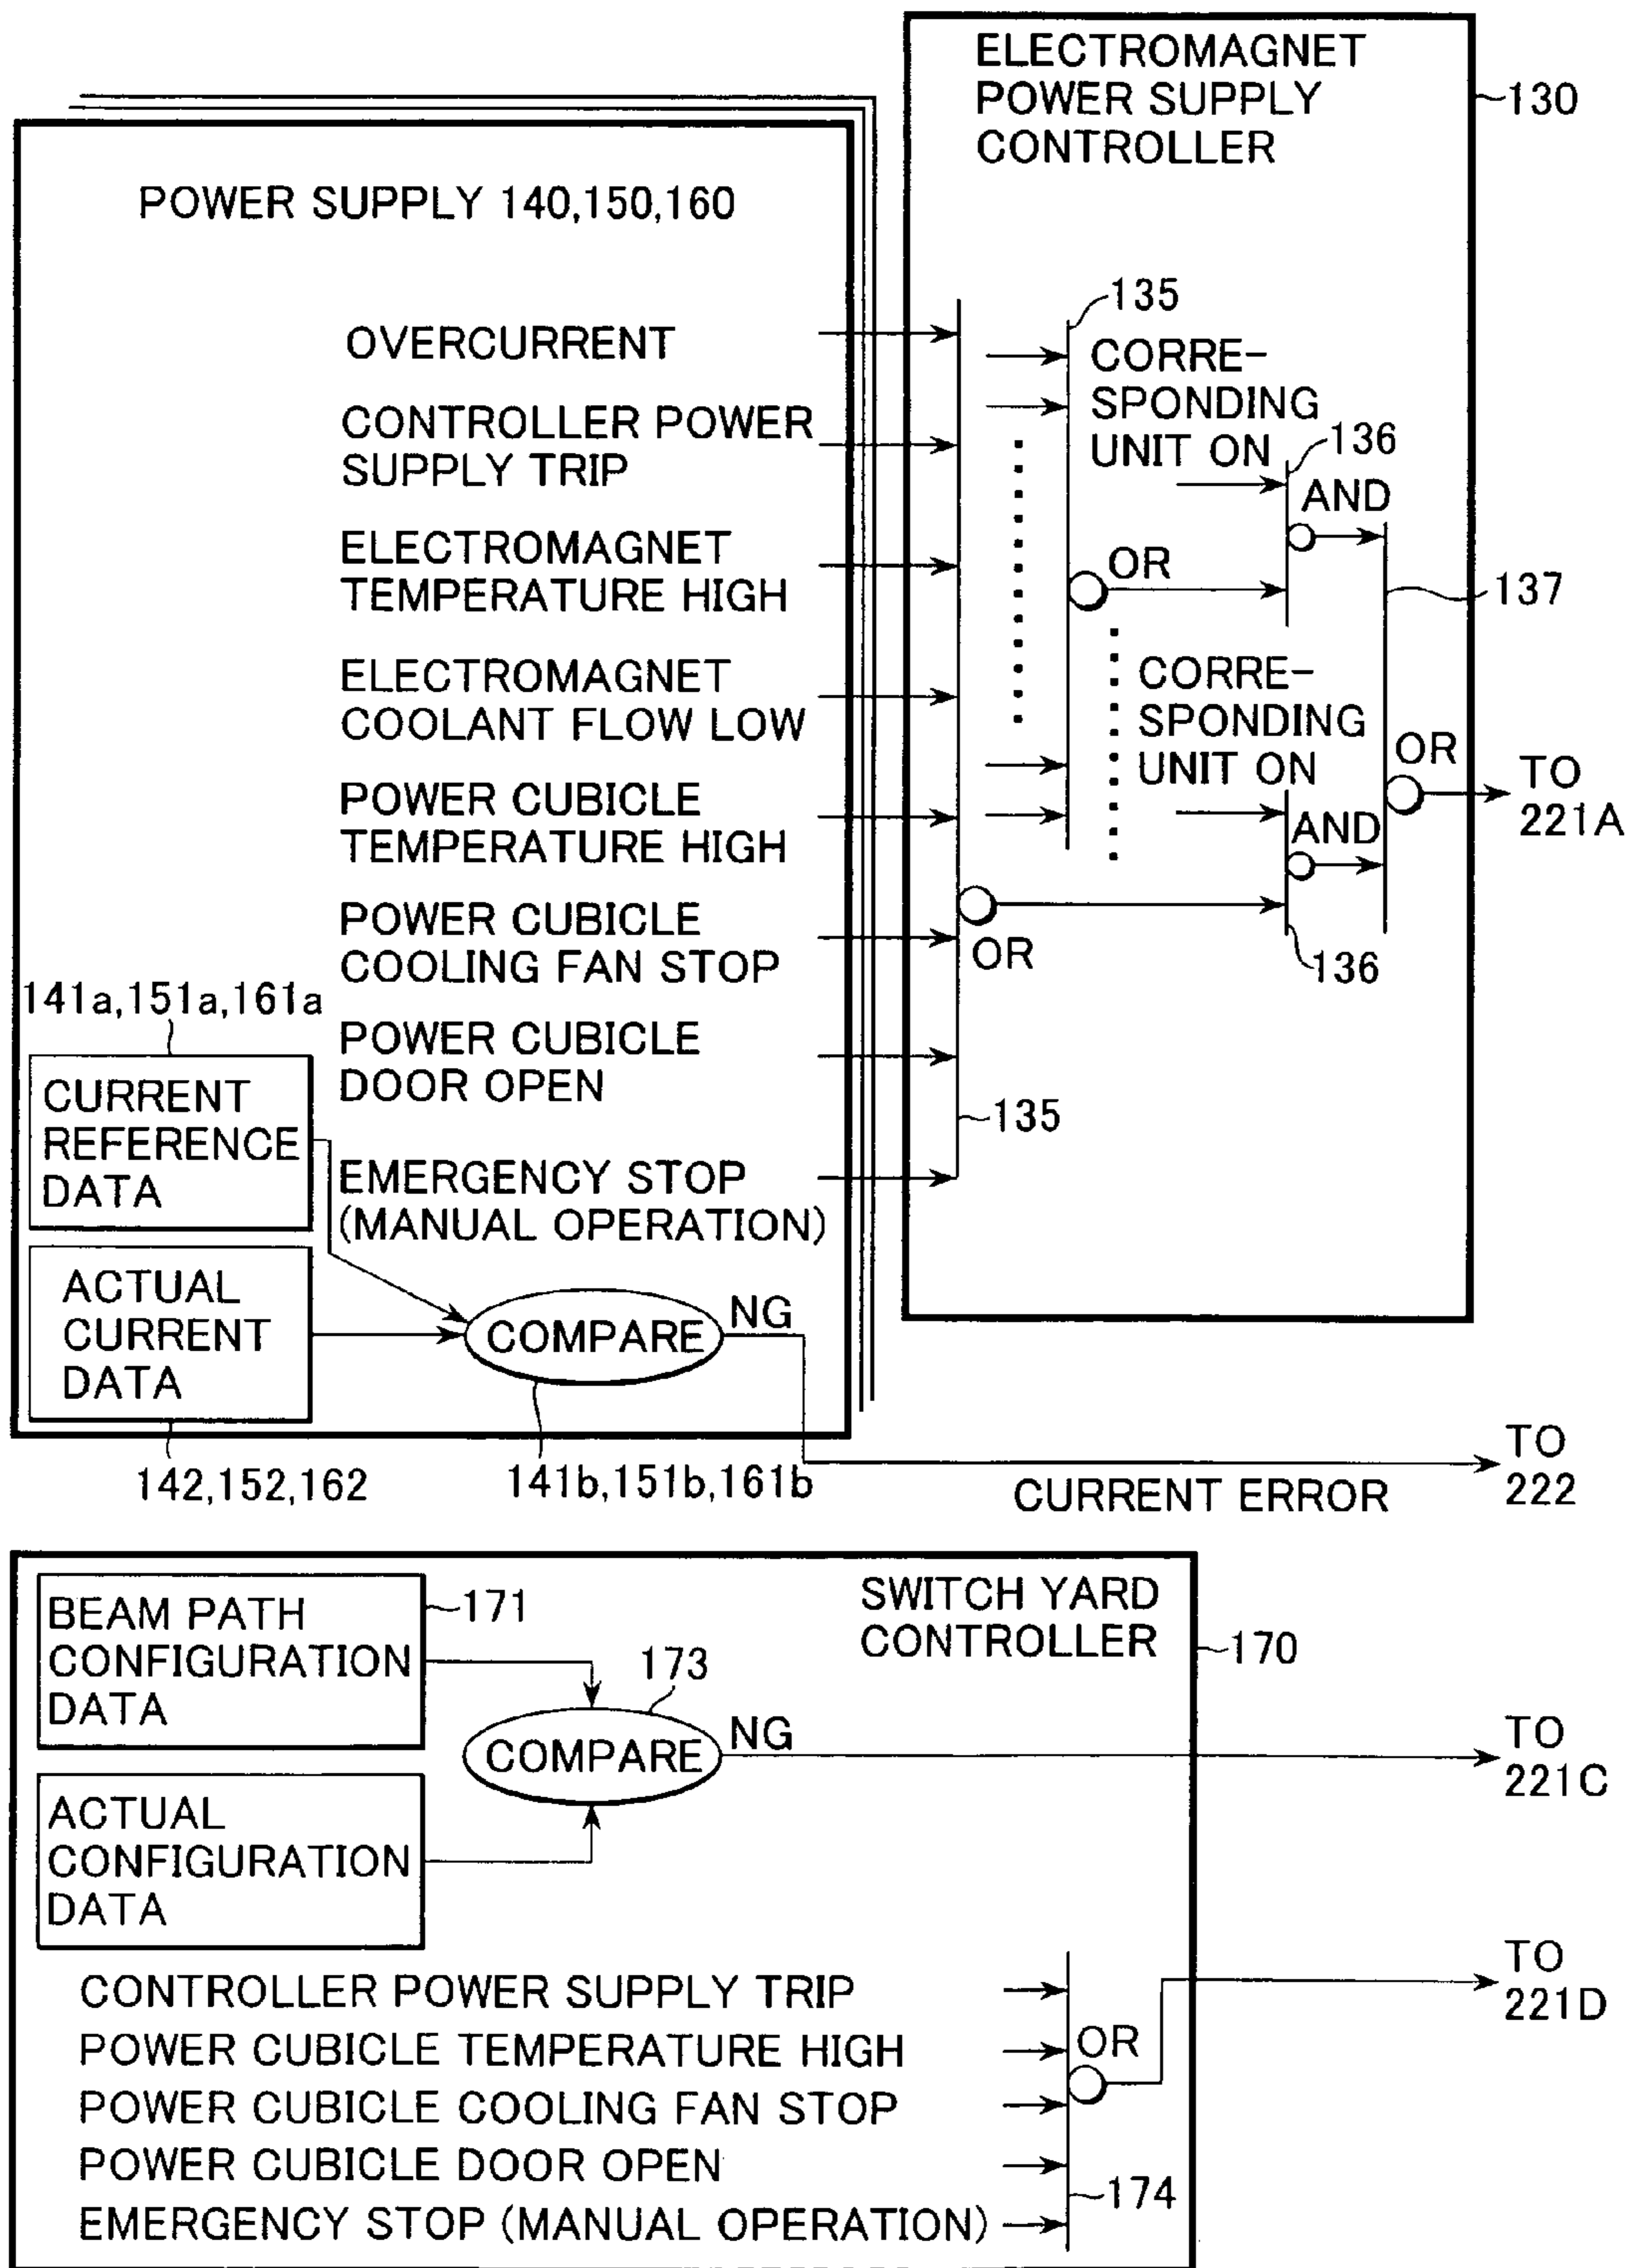 ELECTROMAGNET
POWER SUPPLY
CONTROLLER
130
POWER SUPPLY 140,150,160
OVERCURRENT
CONTROLLER POWER
SUPPLY TRIP
ELECTROMAGNET
TEMPERATURE HIGH
ELECTROMAGNET
COOLANT FLOW LOW
POWER CUBICLE
TEMPERATURE HIGH
POWER CUBICLE
COOLING FAN STOP
POWER CUBICLE
DOOR OPEN
EMERGENCY STOP
(MANUAL OPERATION)
135
CORRE-
SPONDING
UNIT ON
136
AND
OR
137
CORRE-
SPONDING
UNIT ON
AND
OR
TO
221A
OR
136
135
141a,151a,161a
CURRENT
REFERENCE
DATA
ACTUAL
CURRENT
DATA
COMPARE
NG
142,152,162
141b,151b,161b
CURRENT ERROR
TO
222
BEAM PATH
CONFIGURATION
DATA
171
SWITCH YARD
CONTROLLER
170
173
COMPARE
NG
TO
221C
ACTUAL
CONFIGURATION
DATA
CONTROLLER POWER SUPPLY TRIP
POWER CUBICLE TEMPERATURE HIGH
POWER CUBICLE COOLING FAN STOP
POWER CUBICLE DOOR OPEN
EMERGENCY STOP (MANUAL OPERATION)
OR
174
TO
221D